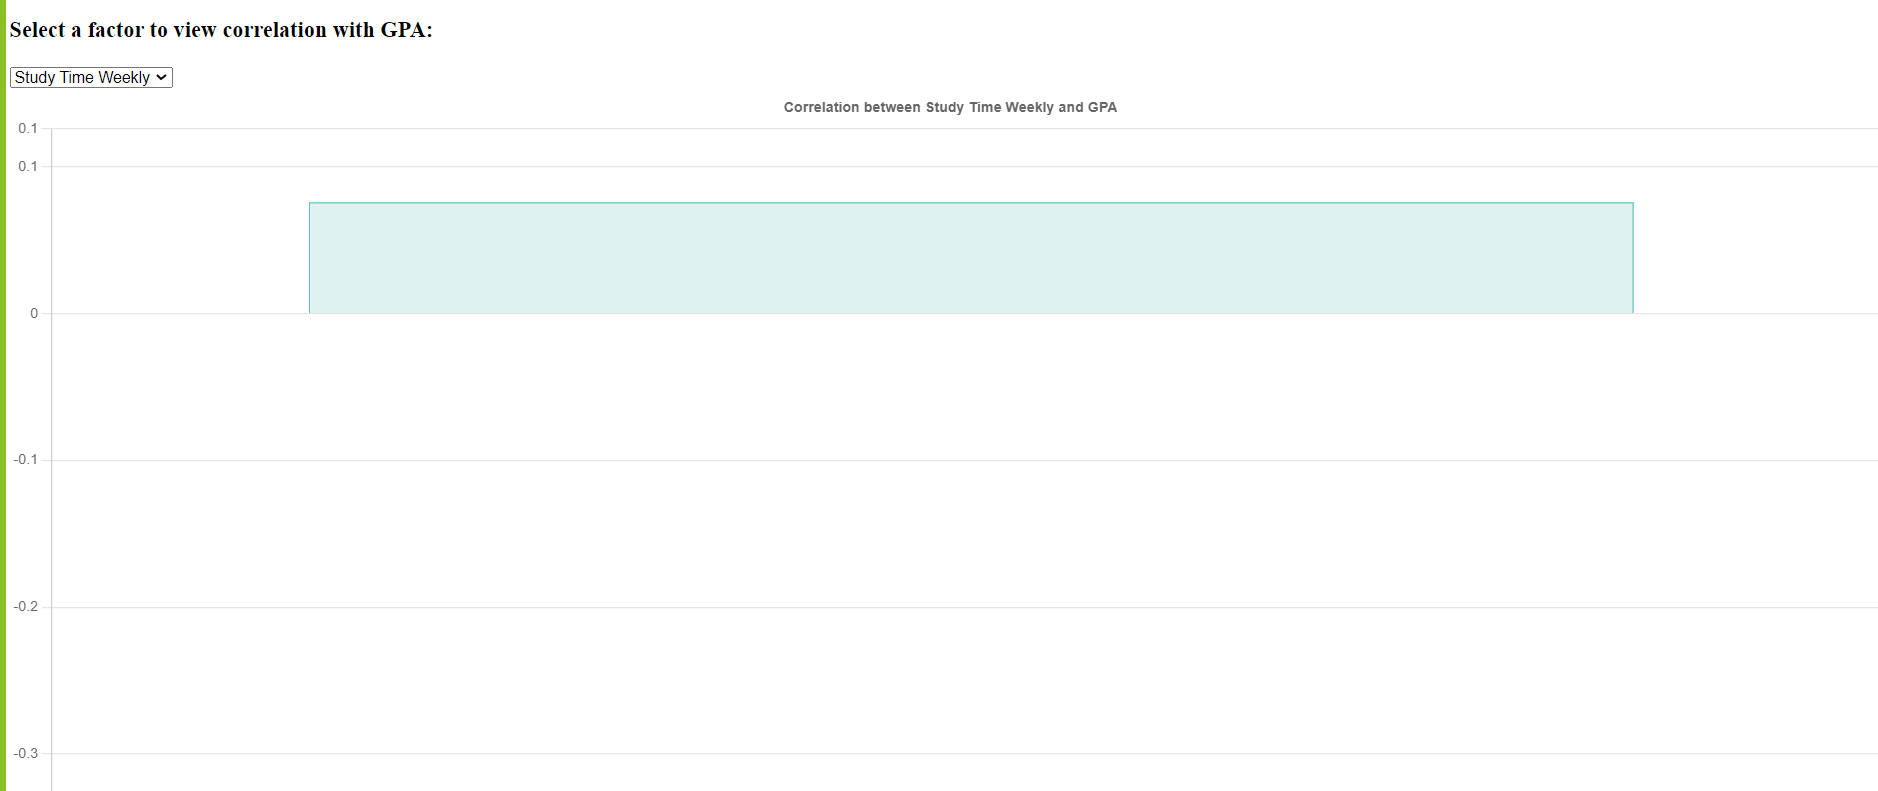 Select a factor to view correlation with GPA:
Study Time Weekly
Correlation between Study Time Weekly and GPA
0.1
0.1
0
-0.1
-0.2
-0.3